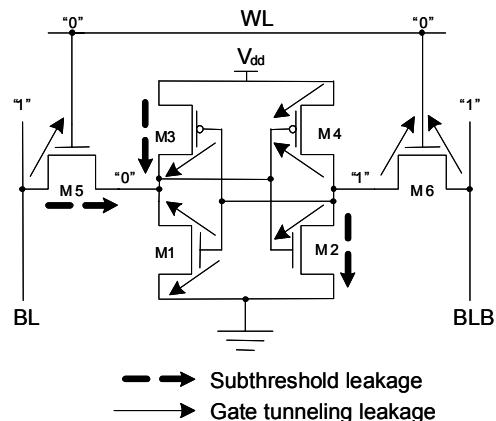 WL
"0" "0"
Vdd
"1" "1"
M3 M4
M5 "0" "1" M6
M1 M2
BL BLB
Subthreshold leakage
Gate tunneling leakage